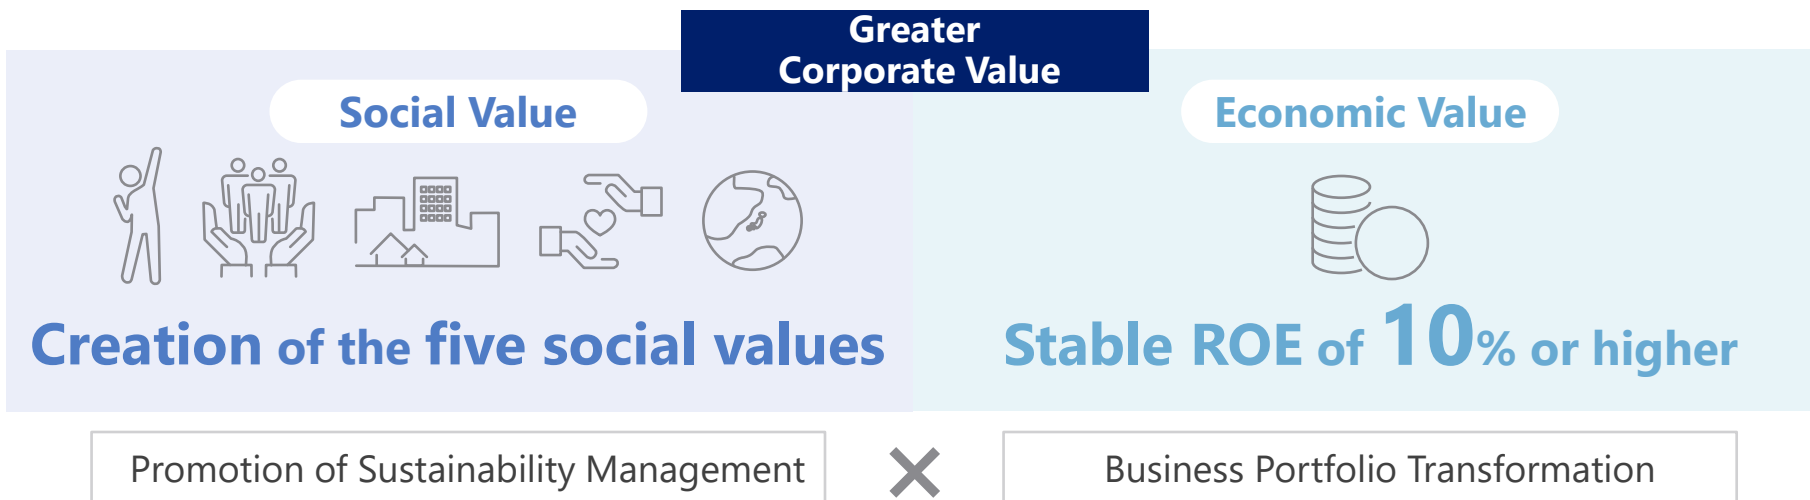 Greater
Corporate Value
Social Value
Economic Value
Creation of the five social values
Stable ROE of 10% or higher
Promotion of Sustainability Management
×
Business Portfolio Transformation